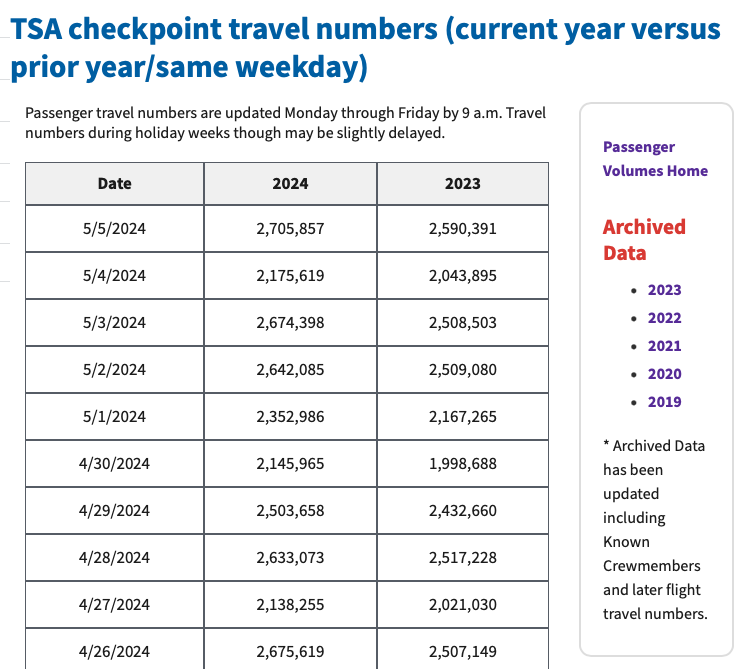 TSA checkpoint travel numbers (current year versus
prior year/same weekday)
Passenger travel numbers are updated Monday through Friday by 9 a.m. Travel
numbers during holiday weeks though may be slightly delayed.
Date 2024 2023
5/5/2024 2,705,857 2,590,391
5/4/2024 2,175,619 2,043,895
5/3/2024 2,674,398 2,508,503
5/2/2024 2,642,085 2,509,080
5/1/2024 2,352,986 2,167,265
4/30/2024 2,145,965 1,998,688
4/29/2024 2,503,658 2,432,660
4/28/2024 2,633,073 2,517,228
4/27/2024 2,138,255 2,021,030
4/26/2024 2,675,619 2,507,149
Passenger
Volumes Home
Archived
Data
• 2023
• 2022
• 2021
• 2020
• 2019
* Archived Data
has been
updated
including
Known
Crewmembers
and later flight
travel numbers.